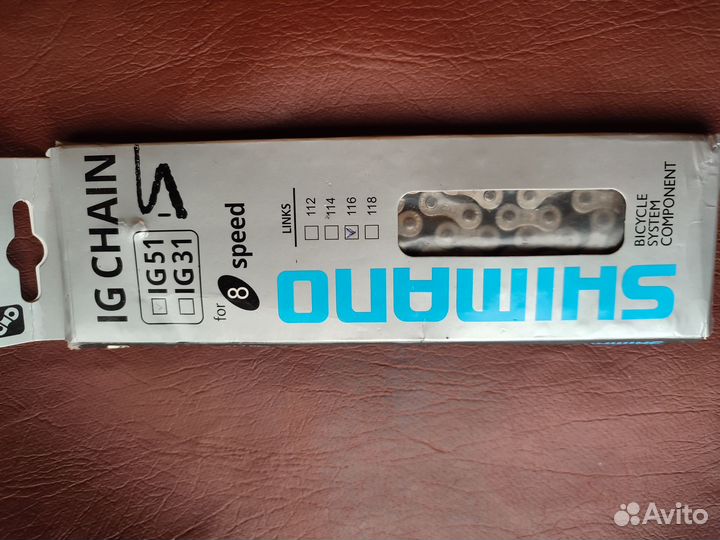 IG CHAIN
IG51
IG31
for 8 speed
LINKS
112
114
116
118
SHIMANO
BICYCLE
SYSTEM
COMPONENT
Avito